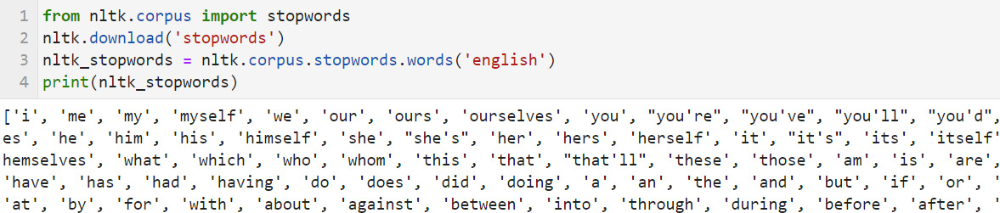 1 from nltk.corpus import stopwords
2 nltk.download('stopwords')
3 nltk_stopwords = nltk.corpus.stopwords.words('english')
4 print(nltk_stopwords)
['i', 'me', 'my', 'myself', 'we', 'our', 'ours', 'ourselves', 'you', "you're", "you've", "you'll", "you'd",
es', 'he', 'him', 'his', 'himself', 'she', "she's", 'her', 'hers', 'herself', 'it', "it's", 'its', 'itself'
hemselves', 'what', 'which', 'who', 'whom', 'this', 'that', "that'll", 'these', 'those', 'am', 'is', 'are',
'have', 'has', 'had', 'having', 'do', 'does', 'did', 'doing', 'a', 'an', 'the', 'and', 'but', 'if', 'or', '
'at', 'by', 'for', 'with', 'about', 'against', 'between', 'into', 'through', 'during', 'before', 'after', '